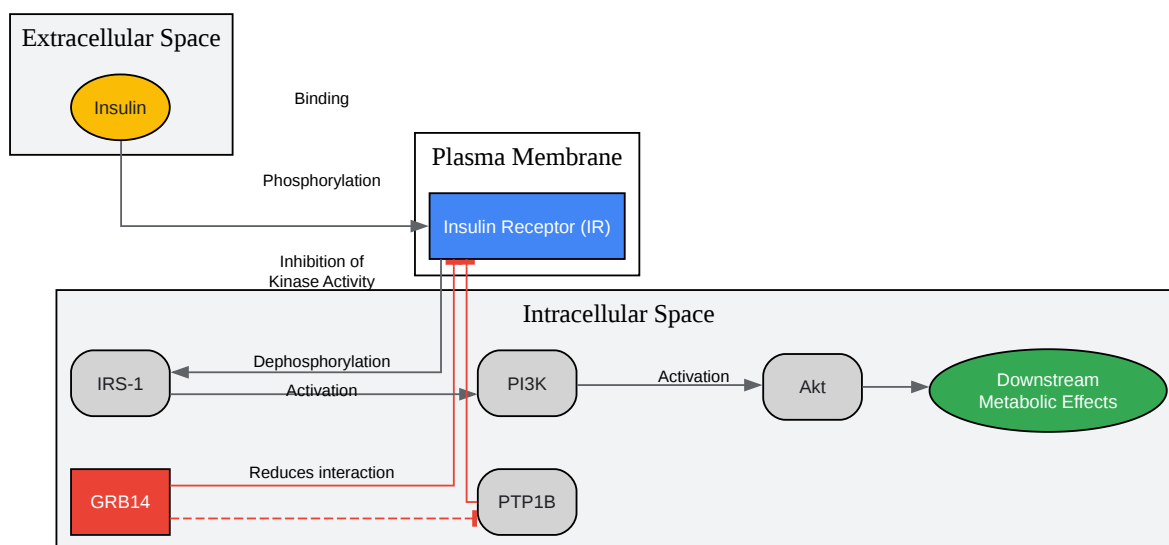 Extracellular Space
Insulin
Binding
Plasma Membrane
Phosphorylation
Insulin Receptor (IR)
Inhibition of
Kinase Activity
Intracellular Space
Dephosphorylation
IRS-1
Activation
PI3K
Activation
Akt
Downstream
Metabolic Effects
Reduces interaction
GRB14
PTP1B